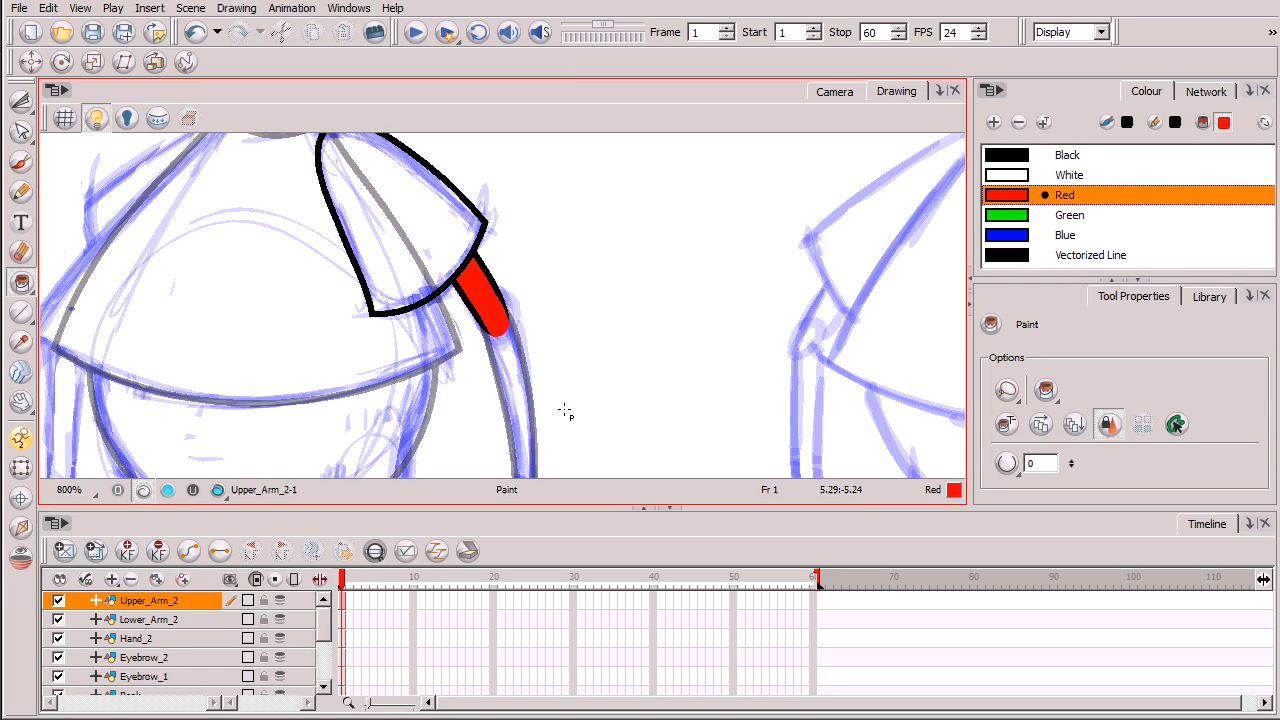 File Edit View Play Insert Scene Drawing Animation Windows Help
Frame 1 Start 1 Stop 60 FPS 24 Display »
Camera Drawing
Colour Network
Black
White
Red
Green
Blue
Vectorized Line
Tool Properties Library
Paint
Options
0
800% Upper_Arm_2-1 Paint Fr 1 5.29:-5.24 Red
Timeline
10 20 30 40 50 60 70 80 90 100 110
Upper_Arm_2
Lower_Arm_2
Hand_2
Eyebrow_2
Eyebrow_1